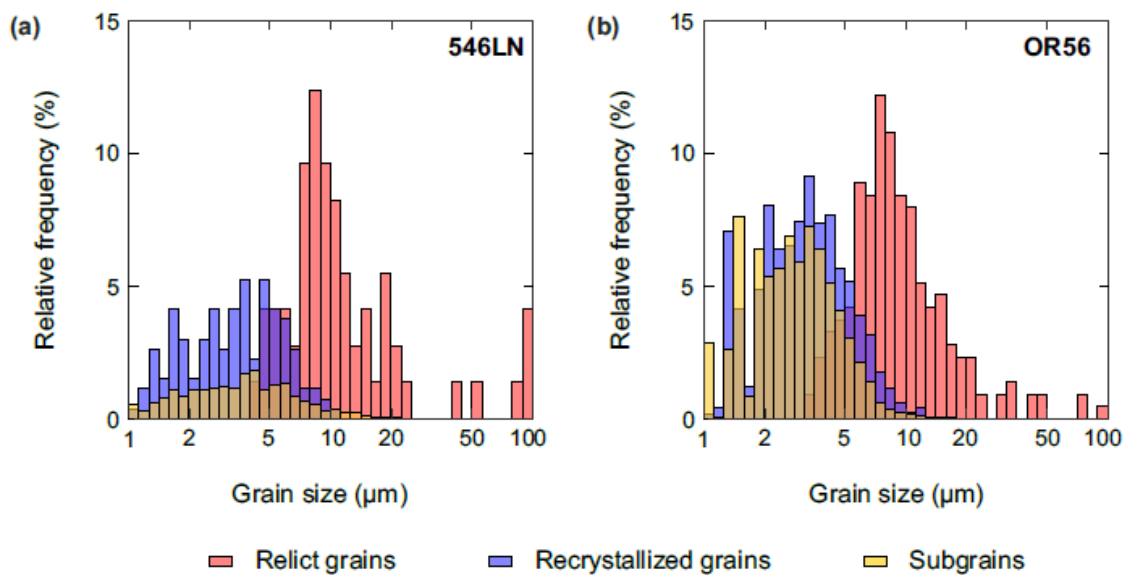 (a)
546LN
15
10
5
0
Relative frequency (%)
1 2 5 10 20 50 100
Grain size (μm)
(b)
OR56
15
10
5
0
Relative frequency (%)
1 2 5 10 20 50 100
Grain size (μm)
Relict grains Recrystallized grains Subgrains